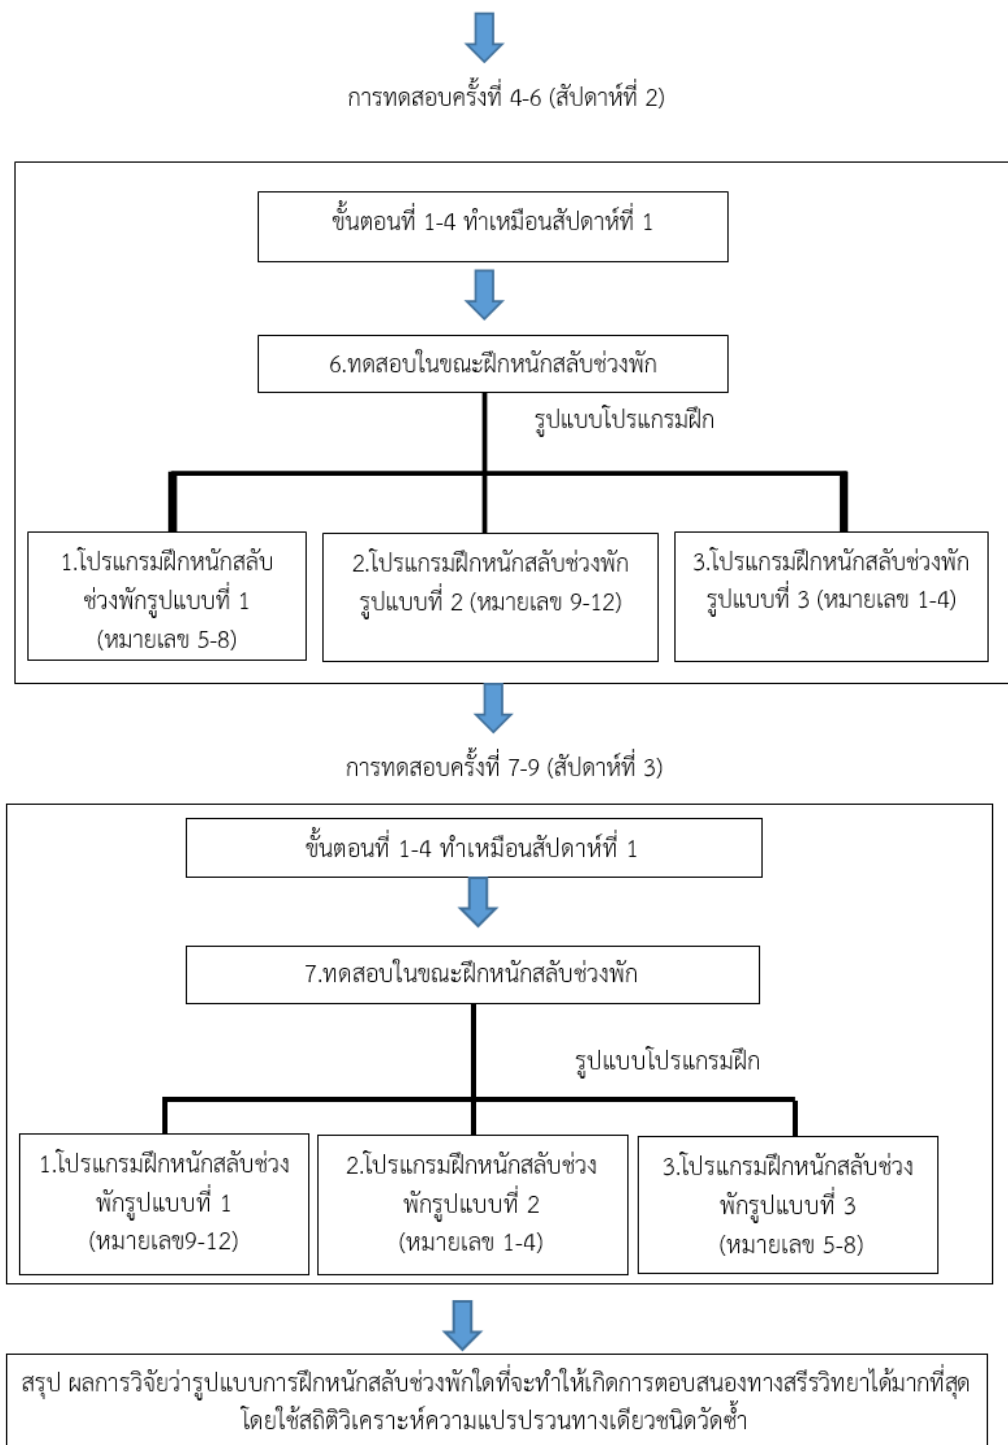 การทดสอบครั้งที่ 4-6 (สัปดาห์ที่ 2)
ขั้นตอนที่ 1-4 ทำเหมือนสัปดาห์ที่ 1
6.ทดสอบในขณะฝึกหนักสลับช่วงพัก
รูปแบบโปรแกรมฝึก
1.โปรแกรมฝึกหนักสลับ
ช่วงพักรูปแบบที่ 1
(หมายเลข 5-8)
2.โปรแกรมฝึกหนักสลับช่วงพัก
รูปแบบที่ 2 (หมายเลข 9-12)
3.โปรแกรมฝึกหนักสลับช่วงพัก
รูปแบบที่ 3 (หมายเลข 1-4)
การทดสอบครั้งที่ 7-9 (สัปดาห์ที่ 3)
ขั้นตอนที่ 1-4 ทำเหมือนสัปดาห์ที่ 1
7.ทดสอบในขณะฝึกหนักสลับช่วงพัก
รูปแบบโปรแกรมฝึก
1.โปรแกรมฝึกหนักสลับช่วง
พักรูปแบบที่ 1
(หมายเลข9-12)
2.โปรแกรมฝึกหนักสลับช่วง
พักรูปแบบที่ 2
(หมายเลข 1-4)
3.โปรแกรมฝึกหนักสลับช่วง
พักรูปแบบที่ 3
(หมายเลข 5-8)
สรุป ผลการวิจัยว่ารูปแบบการฝึกหนักสลับช่วงพักใดที่จะทำให้เกิดการตอบสนองทางสรีรวิทยาได้มากที่สุด
โดยใช้สถิติวิเคราะห์ความแปรปรวนทางเดียวชนิดวัดซ้ำ